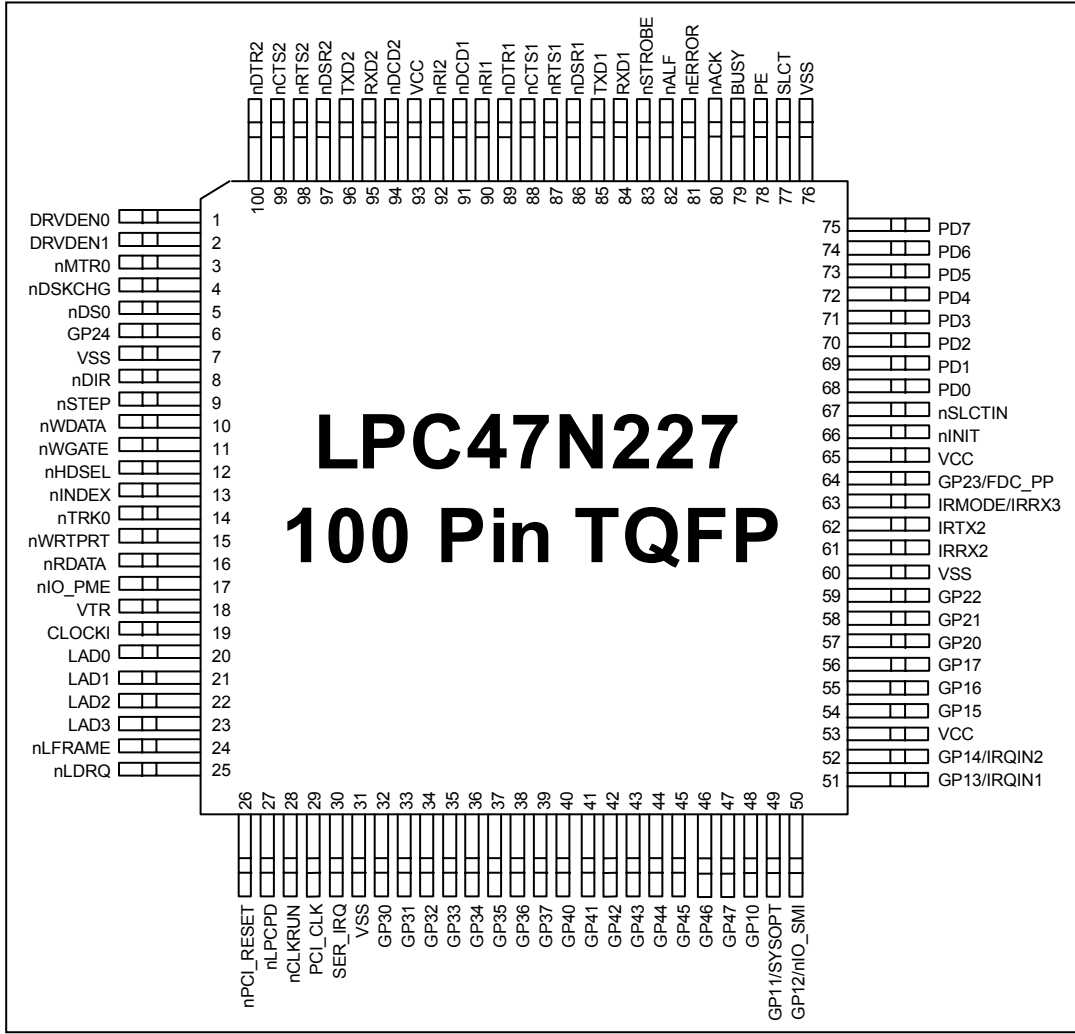 nDTR2
nCTS2
nRTS2
nDSR2
TXD2
RXD2
nDCD2
VCC
nRI2
nDCD1
nRI1
nDTR1
nCTS1
nRTS1
nDSR1
TXD1
RXD1
nSTROBE
nALF
nERROR
nACK
BUSY
PE
SLCT
VSS
100
99
98
97
96
95
94
93
92
91
90
89
88
87
86
85
84
83
82
81
80
79
78
77
76
DRVDEN0 1
DRVDEN1 2
nMTR0 3
nDSKCHG 4
nDS0 5
GP24 6
VSS 7
nDIR 8
nSTEP 9
nWDATA 10
nWGATE 11
nHDSEL 12
nINDEX 13
nTRK0 14
nWRTPRT 15
nRDATA 16
nIO_PME 17
VTR 18
CLOCKI 19
LAD0 20
LAD1 21
LAD2 22
LAD3 23
nLFRAME 24
nLDRQ 25
LPC47N227
100 Pin TQFP
75 PD7
74 PD6
73 PD5
72 PD4
71 PD3
70 PD2
69 PD1
68 PD0
67 nSLCTIN
66 nINIT
65 VCC
64 GP23/FDC_PP
63 IRMODE/IRRX3
62 IRTX2
61 IRRX2
60 VSS
59 GP22
58 GP21
57 GP20
56 GP17
55 GP16
54 GP15
53 VCC
52 GP14/IRQIN2
51 GP13/IRQIN1
26
27
28
29
30
31
32
33
34
35
36
37
38
39
40
41
42
43
44
45
46
47
48
49
50
nPCI_RESET
nLPCPD
nCLKRUN
PCI_CLK
SER_IRQ
VSS
GP30
GP31
GP32
GP33
GP34
GP35
GP36
GP37
GP40
GP41
GP42
GP43
GP44
GP45
GP46
GP47
GP10
GP11/SYSOPT
GP12/nIO_SMI